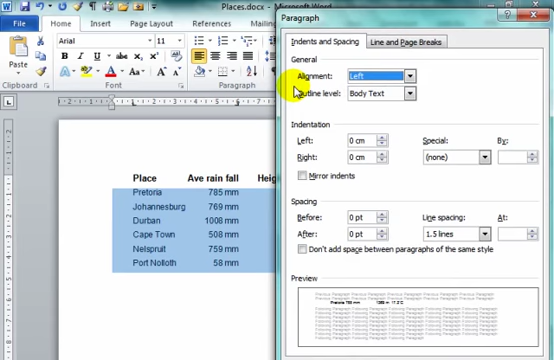 Places.docx - Microsoft Word
Paragraph
File Home Insert Page Layout References
Arial 11
Paste
B I U
Clipboard Font
Indents and Spacing Line and Page Breaks
General
Alignment: Left
Outline level: Body Text
Indentation
Left: 0 cm Special: By:
Right: 0 cm (none)
Mirror indents
Spacing
Before: 0 pt Line spacing: At:
After: 0 pt 1.5 lines
Don't add space between paragraphs of the same style
Preview
Place Ave rain fall
Pretoria 785 mm
Johannesburg 769 mm
Durban 1008 mm
Cape Town 508 mm
Nelspruit 759 mm
Port Nolloth 58 mm